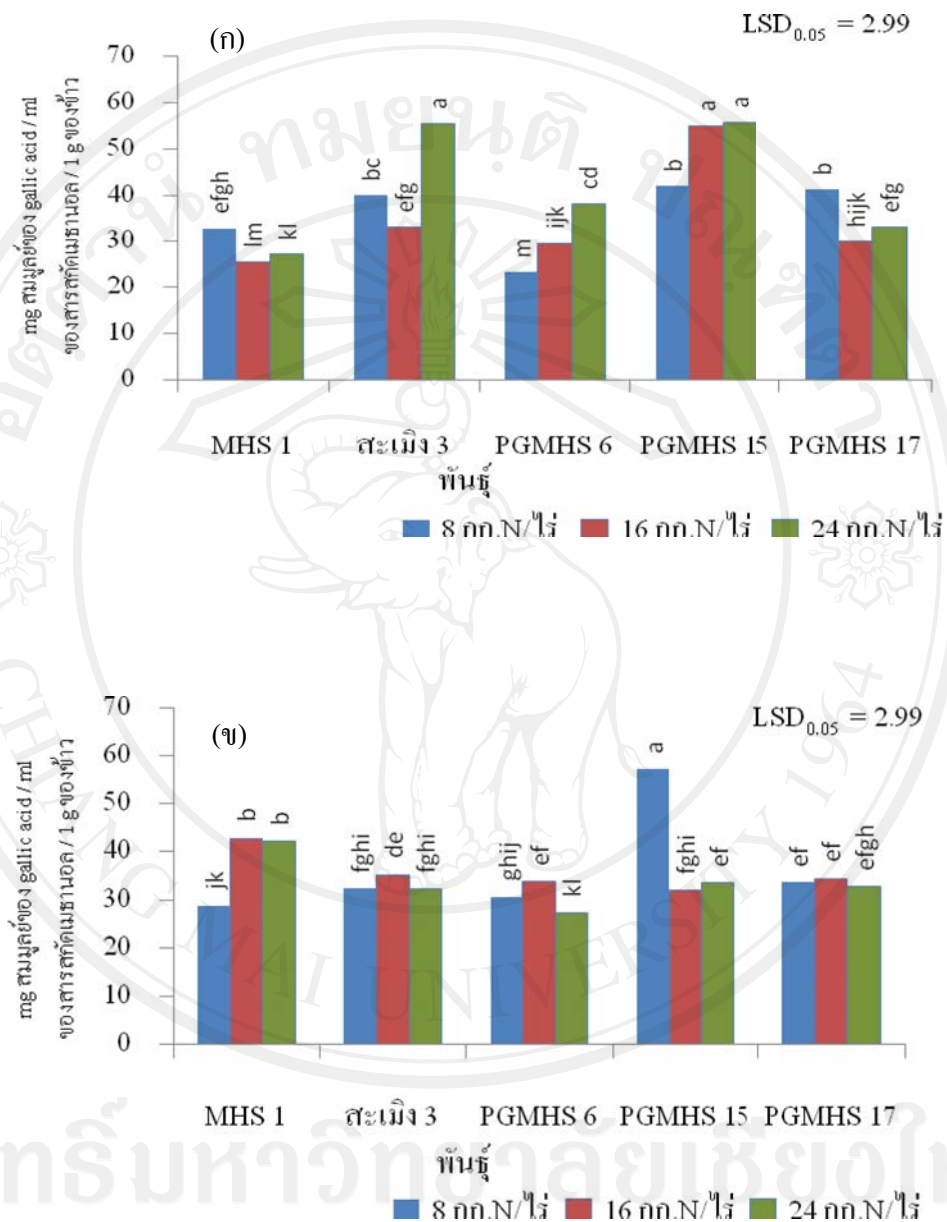 (ก)
LSD0.05 = 2.99
mg สมมูลย์ของ gallic acid / ml
ของสารสกัดเมธานอล / 1 g ของข้าว
70
60
50
40
30
20
10
0
efgh
lm
kl
bc
efg
a
m
ijk
cd
b
a
a
b
hijk
efg
MHS 1 สะเมิง 3 PGMHS 6 PGMHS 15 PGMHS 17
พันธุ์
8 กก.N/ไร่ 16 กก.N/ไร่ 24 กก.N/ไร่
(ข)
LSD0.05 = 2.99
mg สมมูลย์ของ gallic acid / ml
ของสารสกัดเมธานอล / 1 g ของข้าว
70
60
50
40
30
20
10
0
jk
b
b
fghi
de
fghi
ghij
ef
kl
a
fghi
ef
ef
ef
efgh
MHS 1 สะเมิง 3 PGMHS 6 PGMHS 15 PGMHS 17
พันธุ์
8 กก.N/ไร่ 16 กก.N/ไร่ 24 กก.N/ไร่
MAI UNIVERSITY 1964